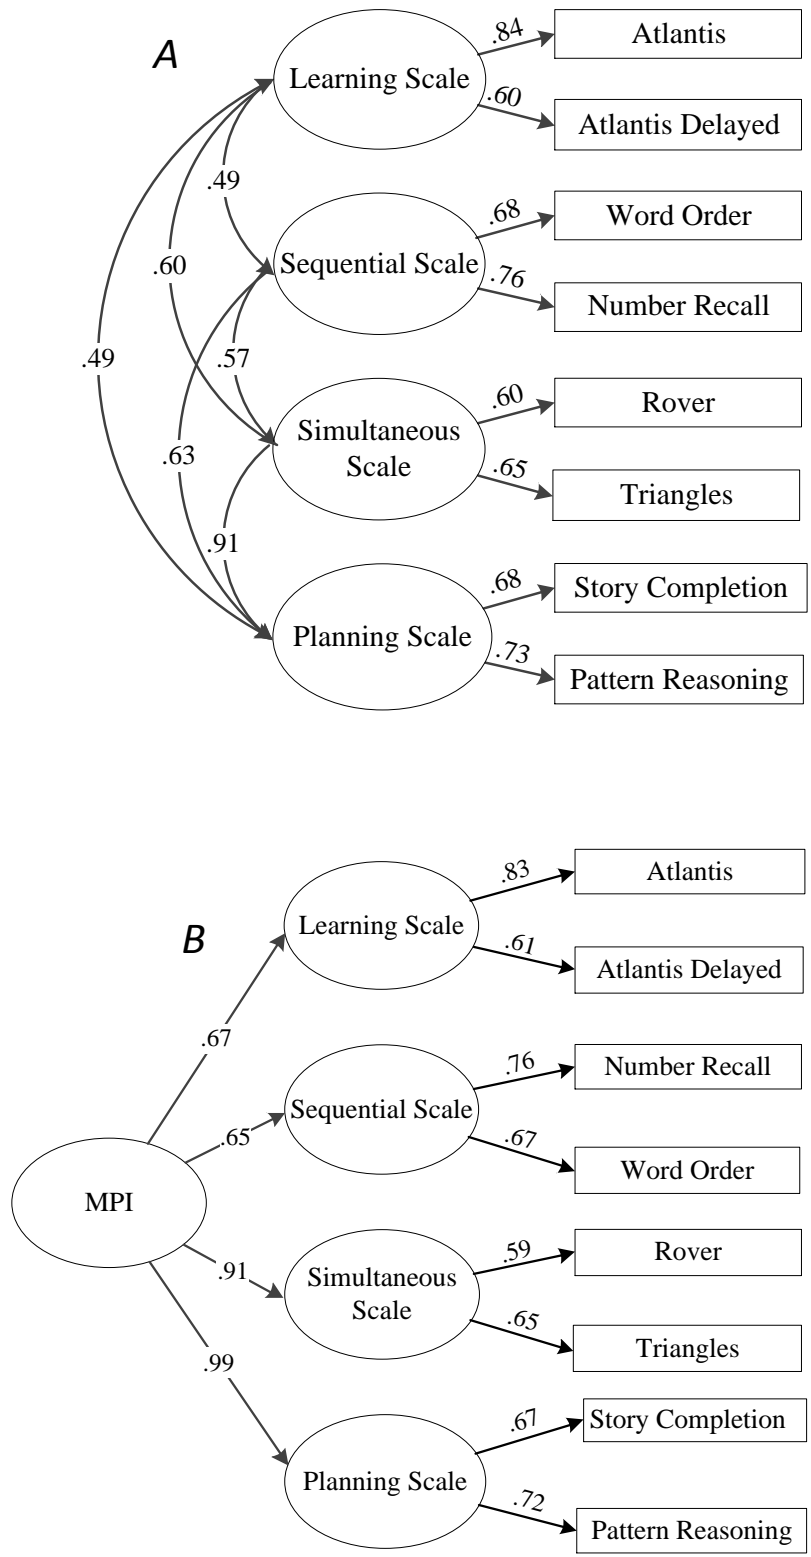 A
Learning Scale
.84
Atlantis
.60
Atlantis Delayed
.49
Sequential Scale
.68
Word Order
.76
Number Recall
.60
.49
.57
Simultaneous
Scale
.60
Rover
.65
Triangles
.63
.91
Planning Scale
.68
Story Completion
.73
Pattern Reasoning
B
Learning Scale
.83
Atlantis
.61
Atlantis Delayed
.67
Sequential Scale
.76
Number Recall
.67
Word Order
.65
MPI
.91
Simultaneous
Scale
.59
Rover
.65
Triangles
.99
Planning Scale
.67
Story Completion
.72
Pattern Reasoning